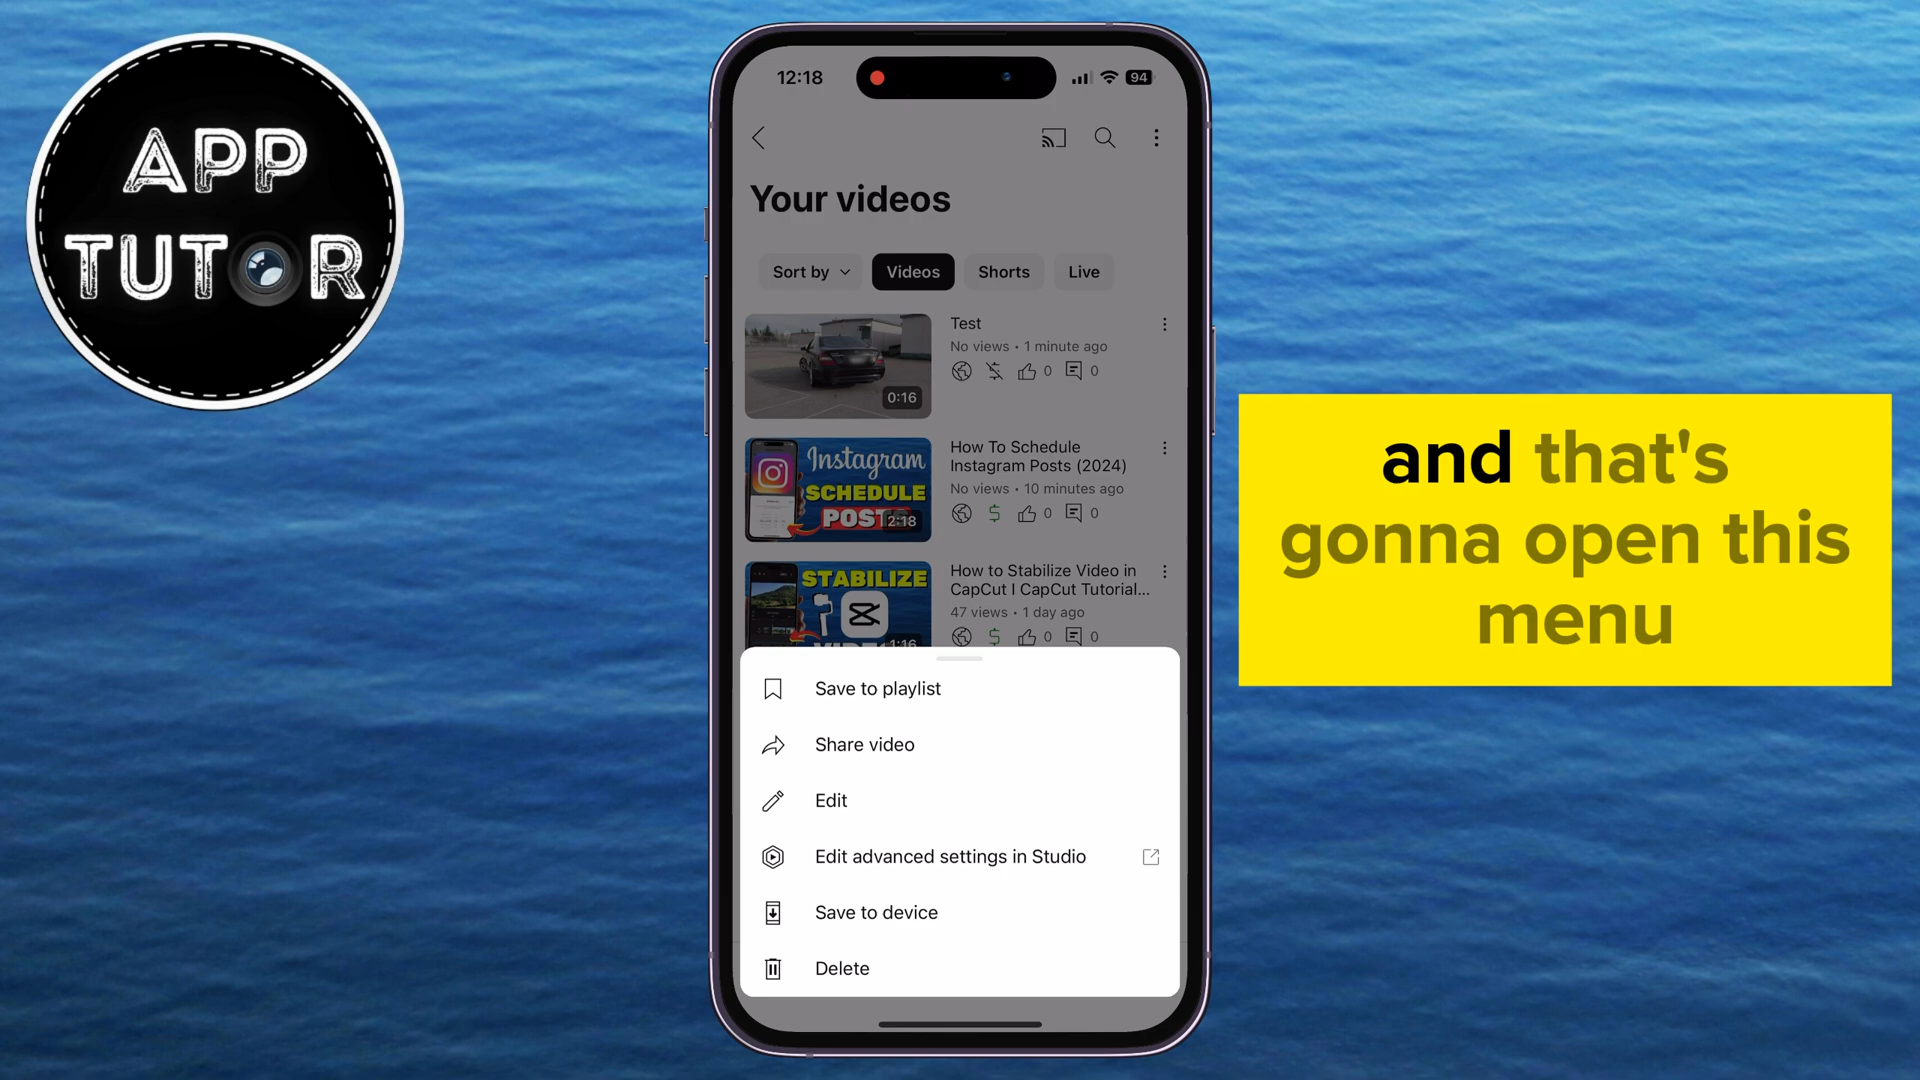 APP
TUTOR
12:18
94
Your videos
Sort by
Videos
Shorts
Live
Test
No views • 1 minute ago
0
0
0:16
Instagram
SCHEDULE
POST
2:18
How To Schedule
Instagram Posts (2024)
No views • 10 minutes ago
$
0
0
STABILIZE
1:16
How to Stabilize Video in
CapCut I CapCut Tutorial...
47 views • 1 day ago
$
0
0
Save to playlist
Share video
Edit
Edit advanced settings in Studio
Save to device
Delete
and that's
gonna open this
menu